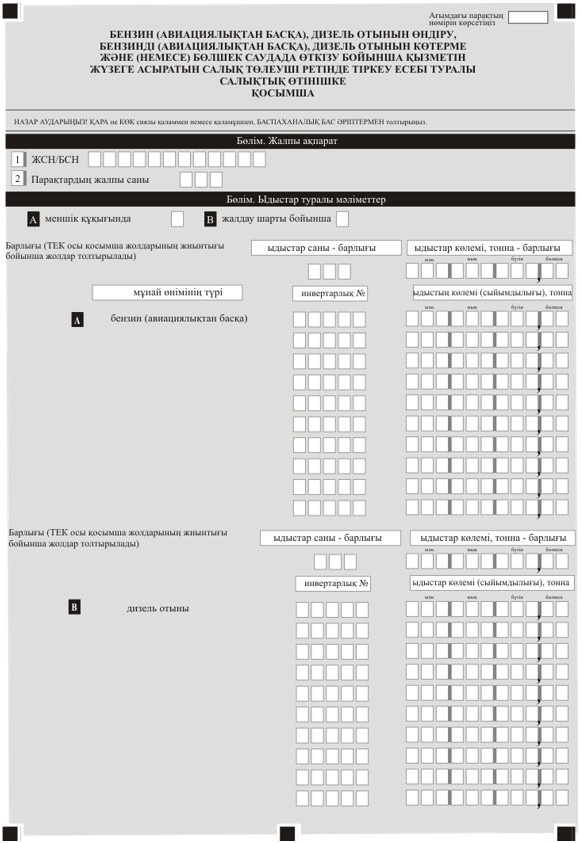 Ағымдағы парақтың
нөмірін көрсетіңіз
БЕНЗИН (АВИАЦИЯЛЫҚТАН БАСҚА), ДИЗЕЛЬ ОТЫНЫН ӨНДІРУ,
БЕНЗИНДІ (АВИАЦИЯЛЫҚТАН БАСҚА), ДИЗЕЛЬ ОТЫНЫН КӨТЕРМЕ
ЖӘНЕ (НЕМЕСЕ) БӨЛШЕК САУДАДА ӨТКІЗУ БОЙЫНША ҚЫЗМЕТІН
ЖҮЗЕГЕ АСЫРАТЫН САЛЫҚ ТӨЛЕУШІ РЕТІНДЕ ТІРКЕУ ЕСЕБІ ТУРАЛЫ
САЛЫҚТЫҚ ӨТІНІШКЕ
ҚОСЫМША
НАЗАР АУДАРЫҢЫЗ! ҚАРА не КӨК сиялы қаламмен немесе қаламұшпен, БАСПАХАНАЛЫҚ БАС ӘРІПТЕРМЕН толтырыңыз.
Бөлім. Жалпы ақпарат
1 ЖСН/БСН
2 Парақтардың жалпы саны
Бөлім. Ыдыстар туралы мәліметтер
A меншік құқығында B жалдау шарты бойынша
Барлығы (ТЕК осы қосымша жолдарының жиынтығы
бойынша жолдар толтырылады)
ыдыстар саны - барлығы ыдыстар көлемі, тонна - барлығы
млн. мың. бүтін бөлшек
мұнай өнімінің түрі инвертарлық № ыдыстың көлемі (сыйымдылығы), тонна
млн. мың. бүтін бөлшек
A бензин (авиациялықтан басқа)
Барлығы (ТЕК осы қосымша жолдарының жиынтығы
бойынша жолдар толтырылады)
ыдыстар саны - барлығы ыдыстар көлемі, тонна - барлығы
млн. мың. бүтін бөлшек
инвертарлық № ыдыстар көлемі (сыйымдылығы), тонна
млн. мың. бүтін бөлшек
B дизель отыны